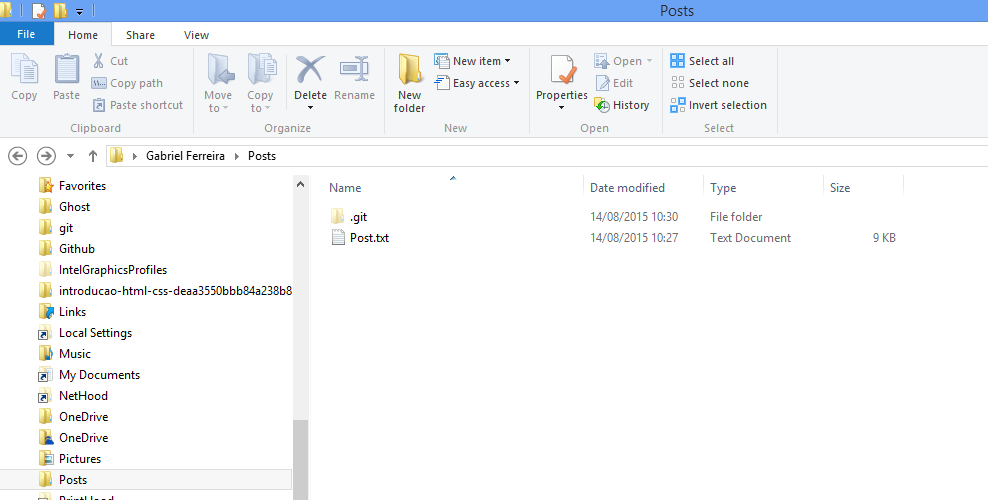 Posts
File Home Share View
Copy
Paste
Cut
Copy path
Paste shortcut
Clipboard
Move to
Copy to
Delete
Rename
Organize
New folder
New item
Easy access
New
Properties
Open
Edit
History
Open
Select all
Select none
Invert selection
Select
Gabriel Ferreira Posts
Favorites
Ghost
git
Github
IntelGraphicsProfiles
introducao-html-css-deaa3550bbb84a238b8
Links
Local Settings
Music
My Documents
NetHood
OneDrive
OneDrive
Pictures
Posts
PrintHood
Name Date modified Type Size
.git 14/08/2015 10:30 File folder
Post.txt 14/08/2015 10:27 Text Document 9 KB